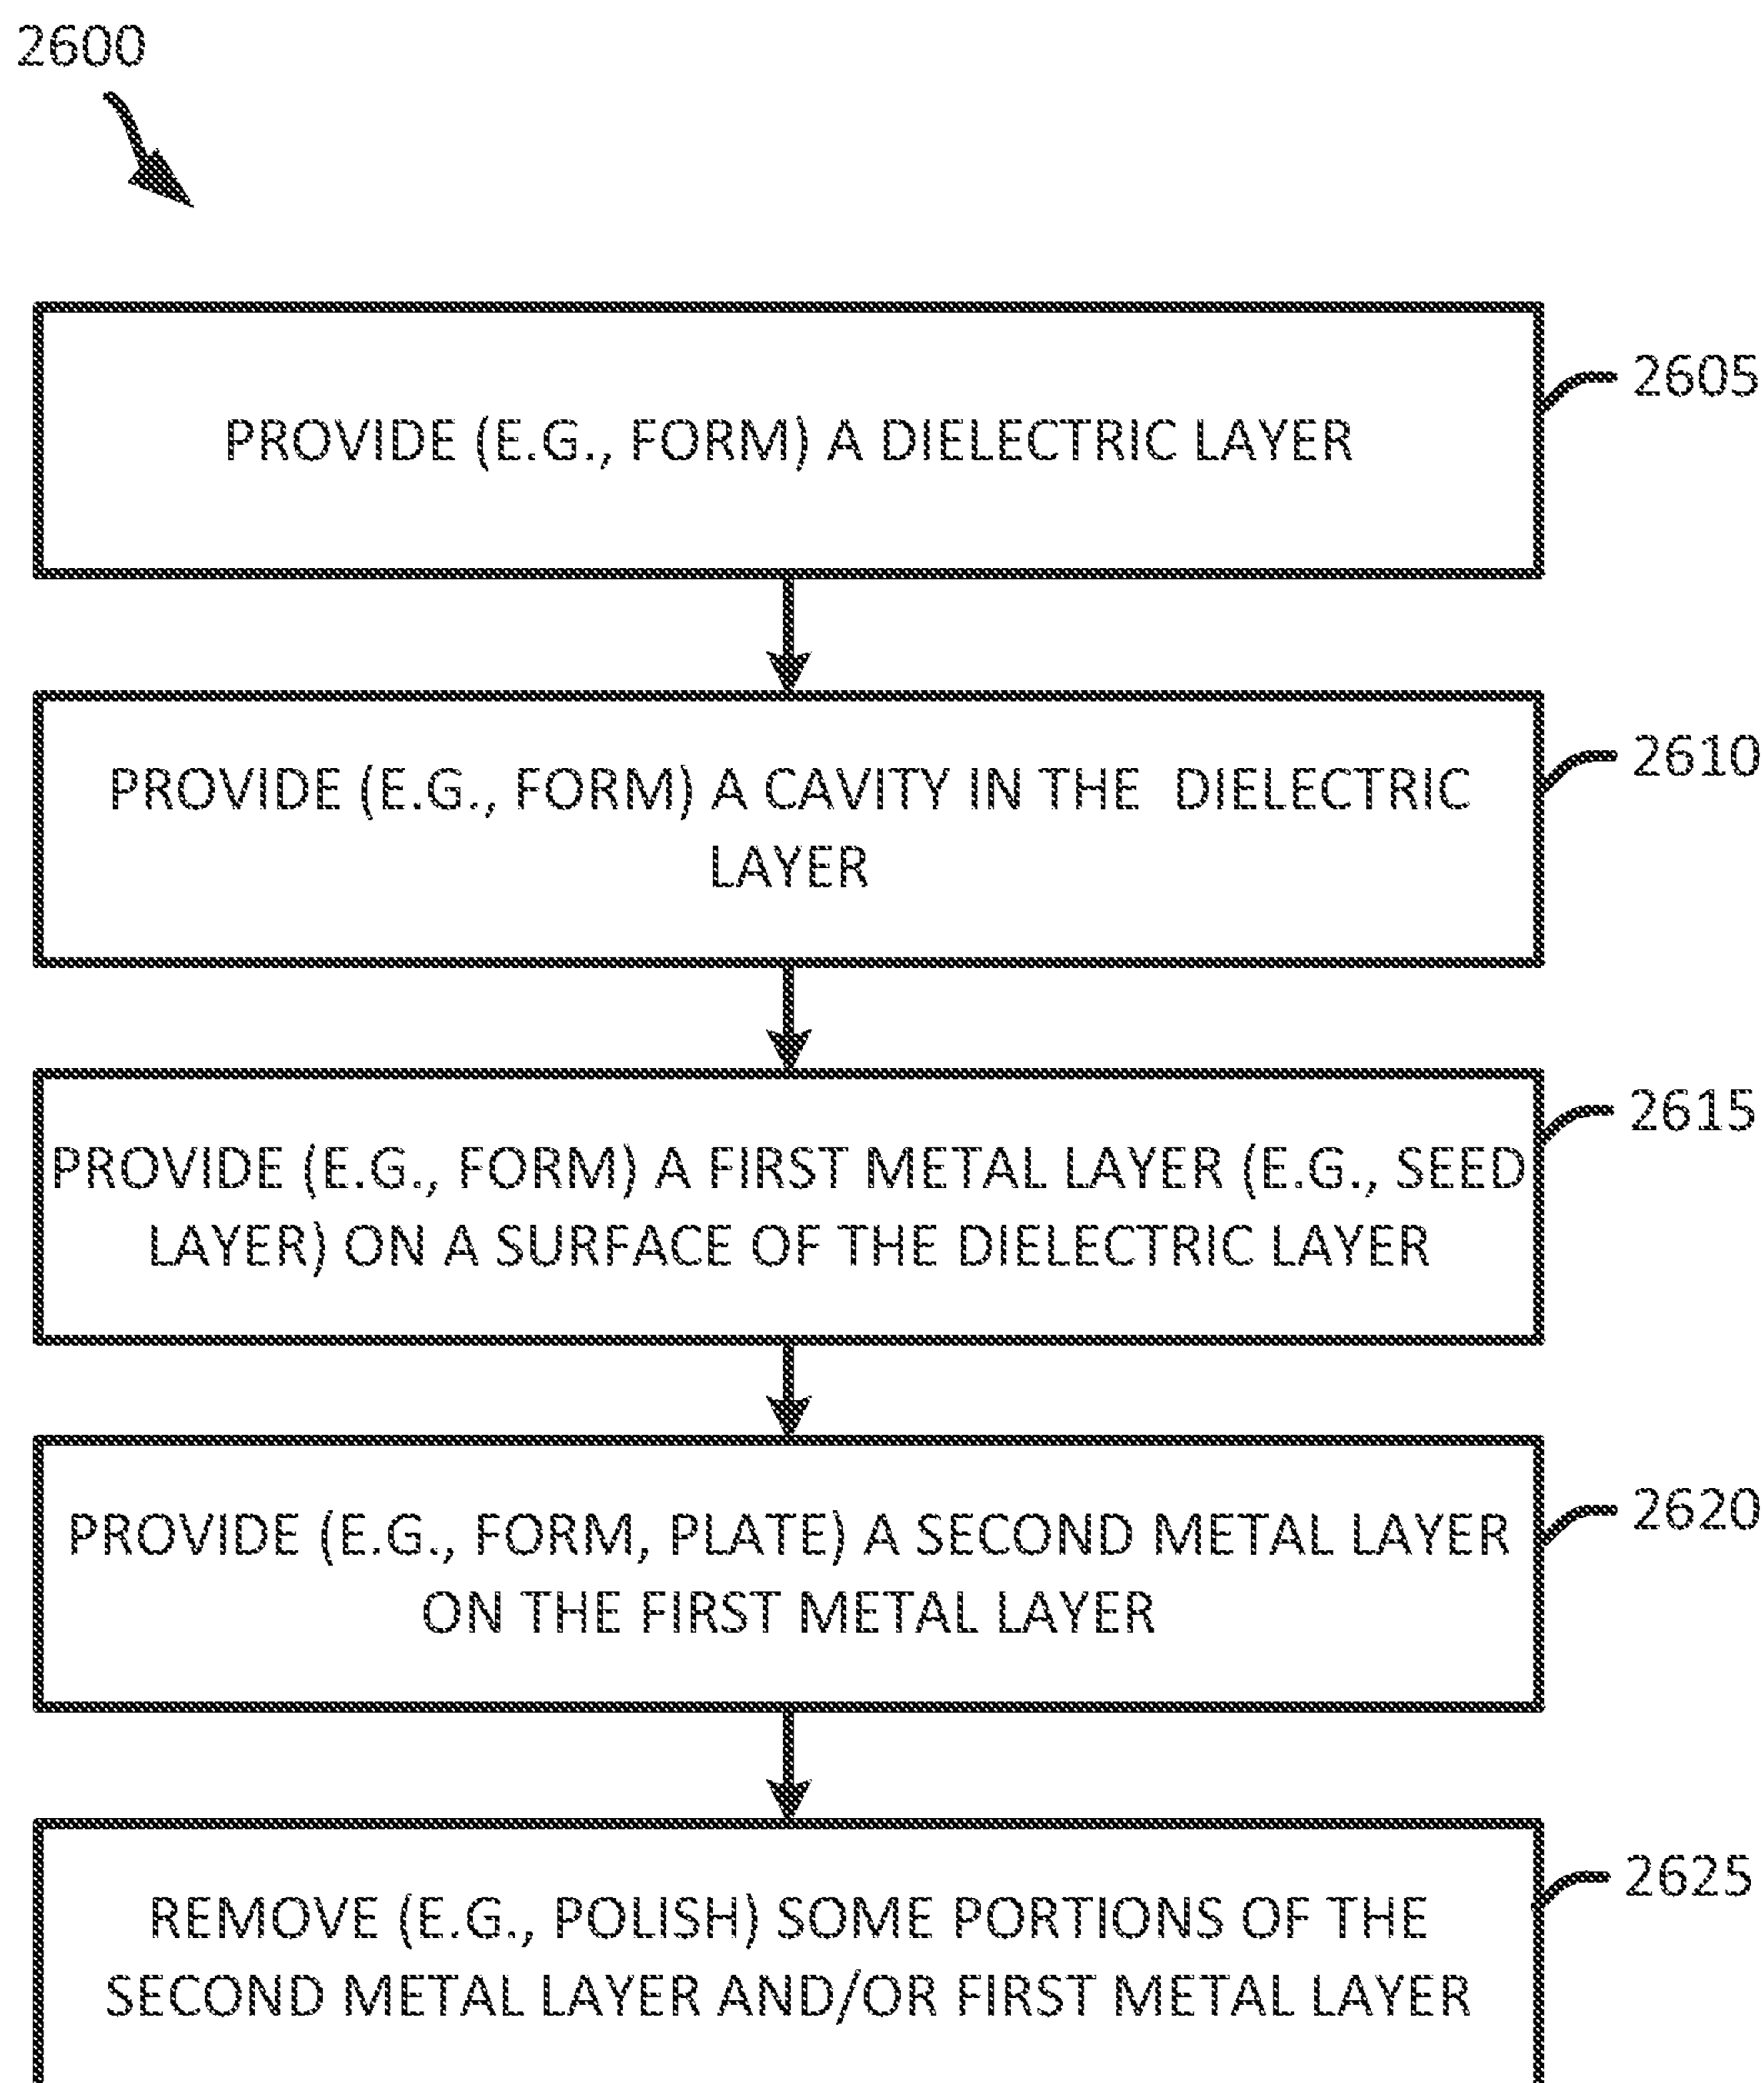 2600
PROVIDE (E.G., FORM) A DIELECTRIC LAYER
2605
PROVIDE (E.G., FORM) A CAVITY IN THE DIELECTRIC
LAYER
2610
PROVIDE (E.G., FORM) A FIRST METAL LAYER (E.G., SEED
LAYER) ON A SURFACE OF THE DIELECTRIC LAYER
2615
PROVIDE (E.G., FORM, PLATE) A SECOND METAL LAYER
ON THE FIRST METAL LAYER
2620
REMOVE (E.G., POLISH) SOME PORTIONS OF THE
SECOND METAL LAYER AND/OR FIRST METAL LAYER
2625